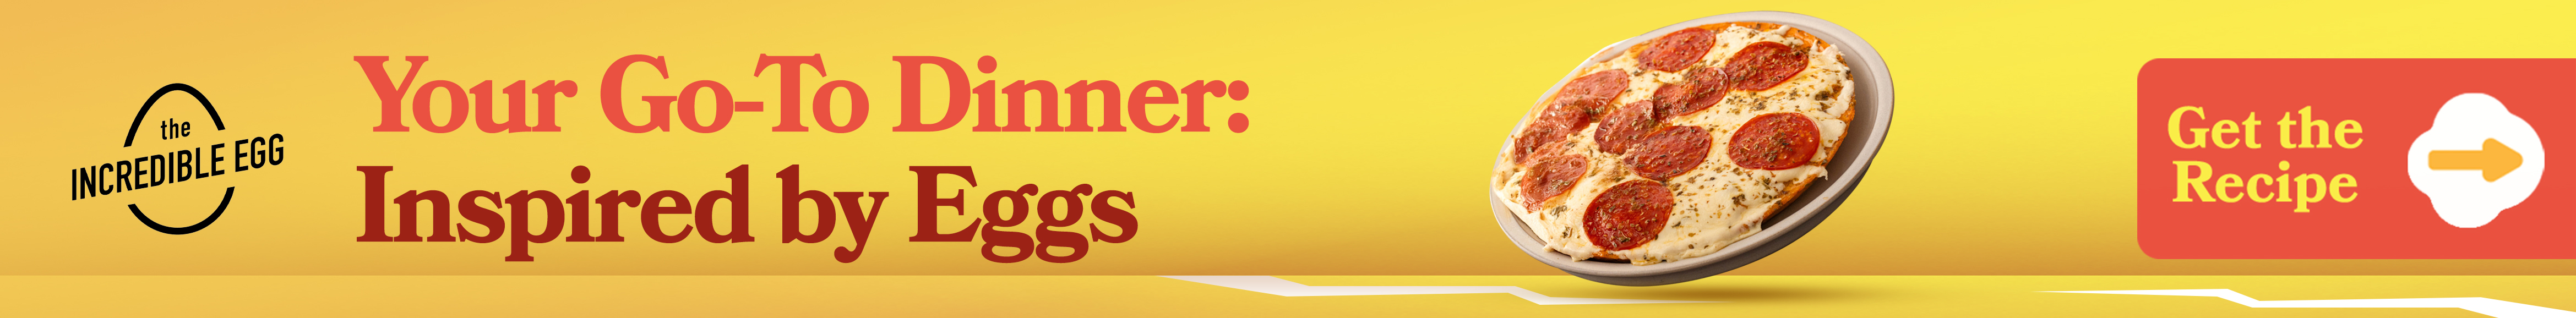 the
INCREDIBLE EGG
Your Go-To Dinner:
Inspired by Eggs
Get the
Recipe